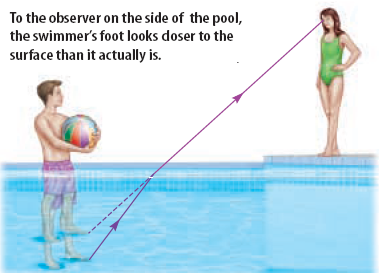 To the observer on the side of the pool,
the swimmer's foot looks closer to the
surface than it actually is.